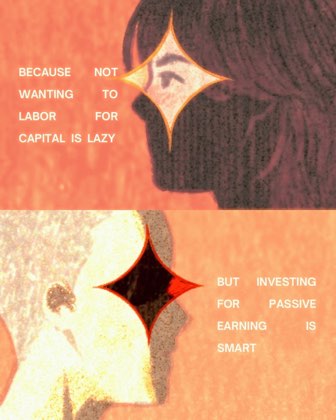 BECAUSE NOT
WANTING TO
LABOR FOR
CAPITAL IS LAZY
BUT INVESTING
FOR PASSIVE
EARNING IS
SMART